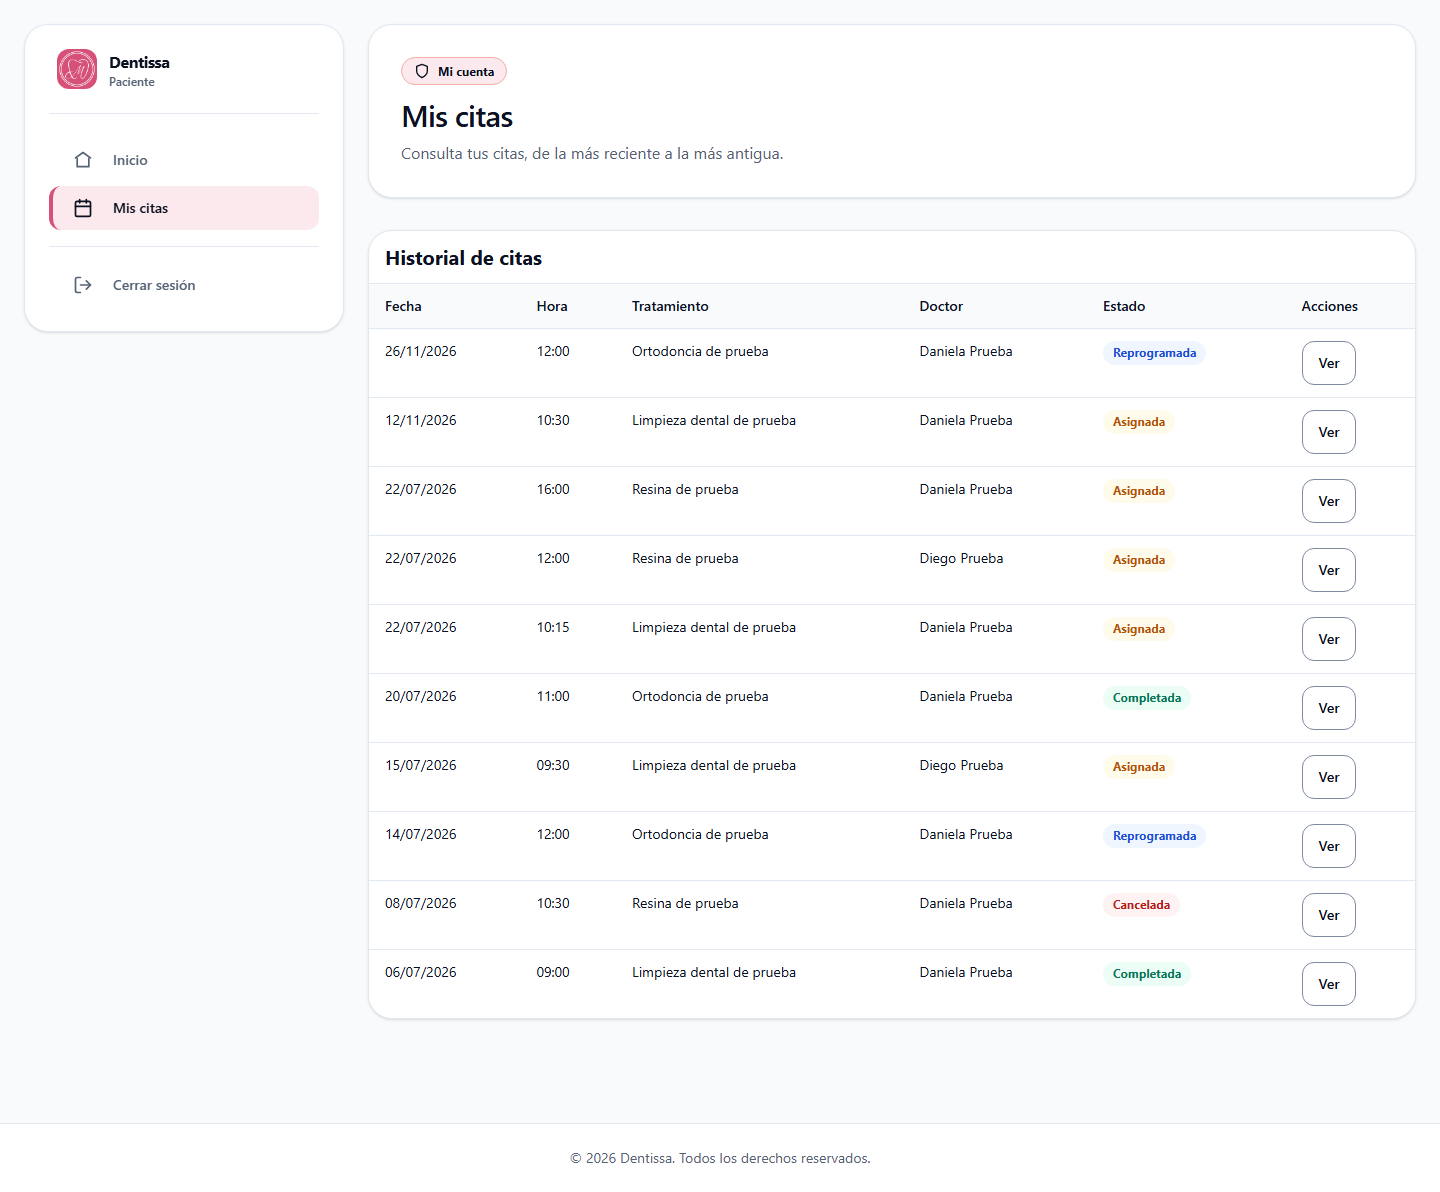 Dentissa
Paciente
Inicio
Mis citas
Cerrar sesión
Mi cuenta
Mis citas
Consulta tus citas, de la más reciente a la más antigua.
Historial de citas
Fecha Hora Tratamiento Doctor Estado Acciones
26/11/2026 12:00 Ortodoncia de prueba Daniela Prueba Reprogramada Ver
12/11/2026 10:30 Limpieza dental de prueba Daniela Prueba Asignada Ver
22/07/2026 16:00 Resina de prueba Daniela Prueba Asignada Ver
22/07/2026 12:00 Resina de prueba Diego Prueba Asignada Ver
22/07/2026 10:15 Limpieza dental de prueba Daniela Prueba Asignada Ver
20/07/2026 11:00 Ortodoncia de prueba Daniela Prueba Completada Ver
15/07/2026 09:30 Limpieza dental de prueba Diego Prueba Asignada Ver
14/07/2026 12:00 Ortodoncia de prueba Daniela Prueba Reprogramada Ver
08/07/2026 10:30 Resina de prueba Daniela Prueba Cancelada Ver
06/07/2026 09:00 Limpieza dental de prueba Daniela Prueba Completada Ver
© 2026 Dentissa. Todos los derechos reservados.